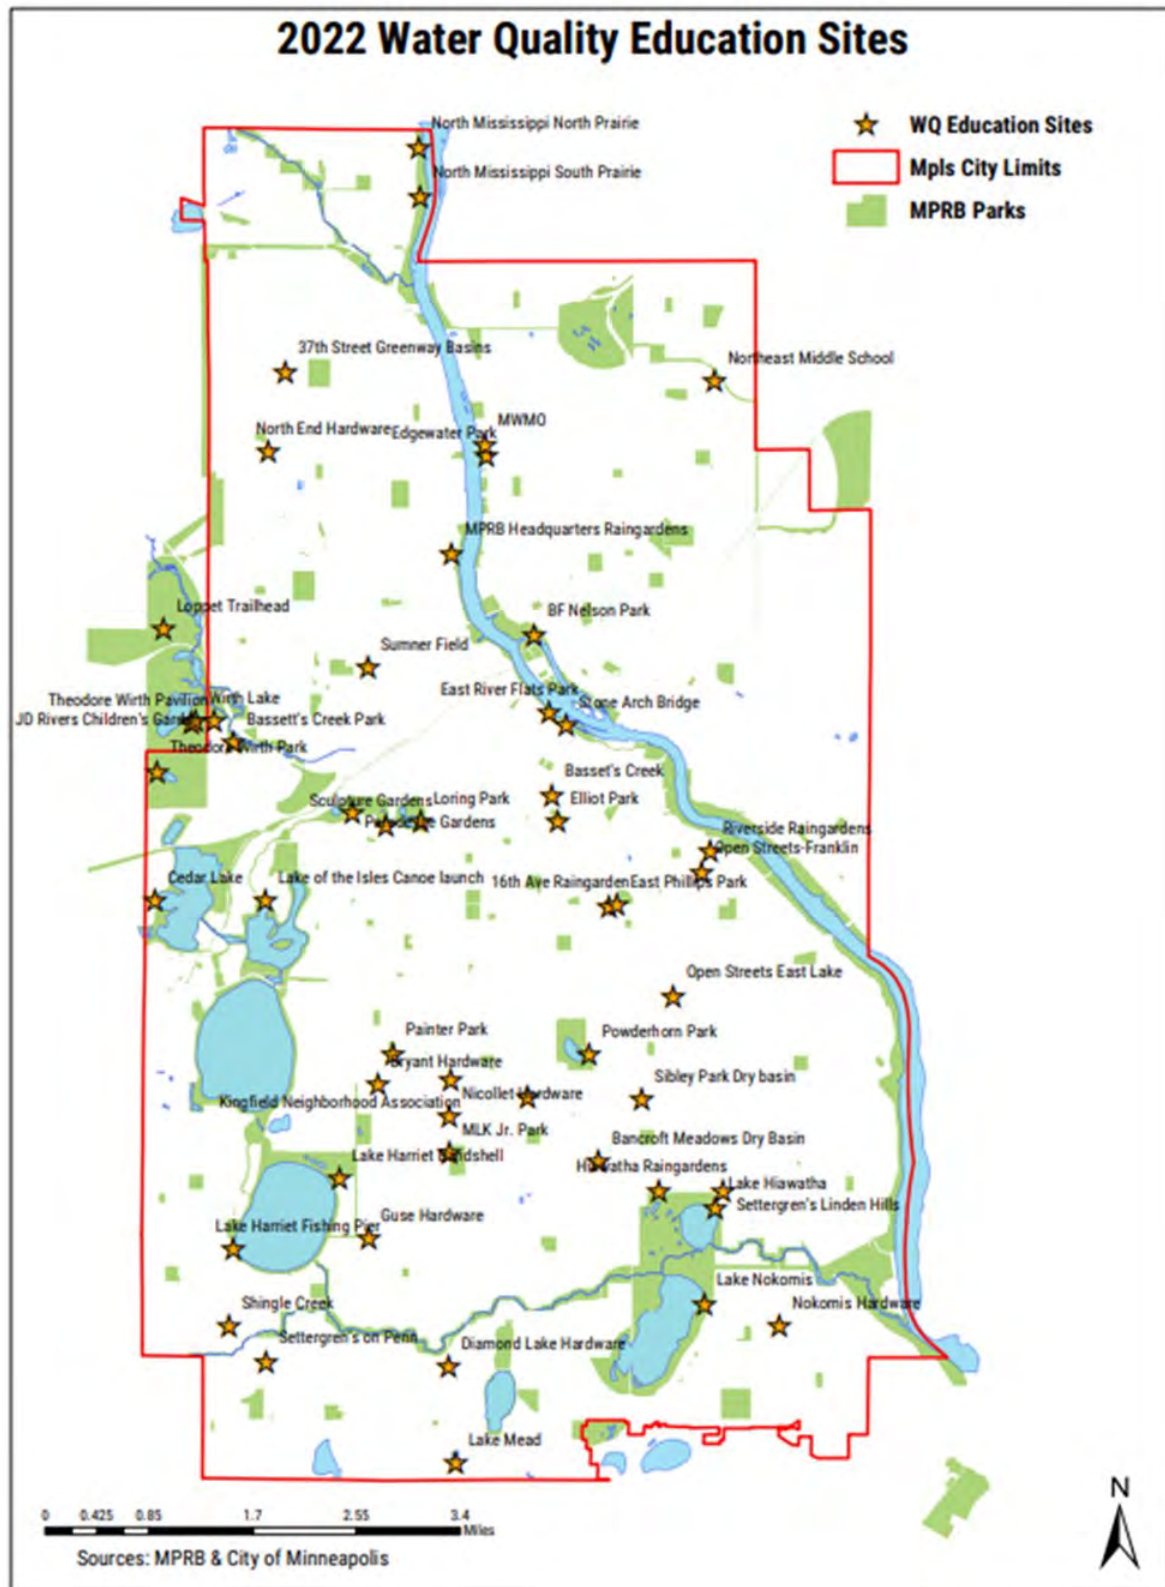 2022 Water Quality Education Sites
WQ Education Sites
Mpls City Limits
MPRB Parks
North Mississippi North Prairie
North Mississippi South Prairie
37th Street Greenway Basins
Northeast Middle School
MWMO
North End Hardware
Edgewater Park
MPRB Headquarters Raingardens
Loppet Trailhead
BF Nelson Park
Sumner Field
East River Flats Park
Stone Arch Bridge
Theodore Wirth Pavilion
Wirth Lake
JD Rivers Children's Garden
Bassett's Creek Park
Theodore Wirth Park
Basset's Creek
Sculpture Gardens
Loring Park
Elliot Park
Gardens
Riverside Raingardens
Open Streets-Franklin
Cedar Lake
Lake of the Isles Canoe launch
16th Ave Raingarden
East Phillips Park
Open Streets East Lake
Painter Park
Powderhorn Park
Bryant Hardware
Sibley Park Dry basin
Nicollet Hardware
Kingfield Neighborhood Association
MLK Jr. Park
Bancroft Meadows Dry Basin
Lake Harriet Bandshell
Hiawatha Raingardens
Lake Hiawatha
Settergren's Linden Hills
Guse Hardware
Lake Harriet Fishing Pier
Lake Nokomis
Shingle Creek
Nokomis Hardware
Settergren's on Penn
Diamond Lake Hardware
Lake Mead
N
0 0.425 0.85 1.7 2.55 3.4
Miles
Sources: MPRB & City of Minneapolis